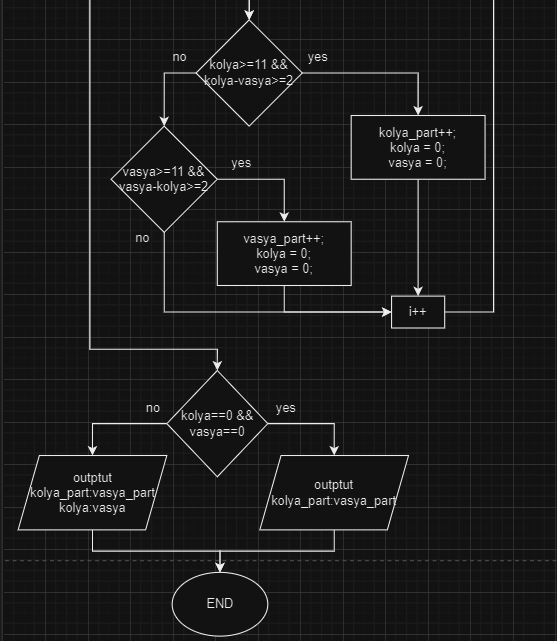 no
kolya>=11 &&
kolya-vasya>=2
yes
kolya_part++;
kolya = 0;
vasya = 0;
vasya>=11 &&
vasya-kolya>=2
yes
no
vasya_part++;
kolya = 0;
vasya = 0;
i++
no
kolya==0 &&
vasya==0
yes
outptut
kolya_part:vasya_part
kolya:vasya
outptut
kolya_part:vasya_part
END